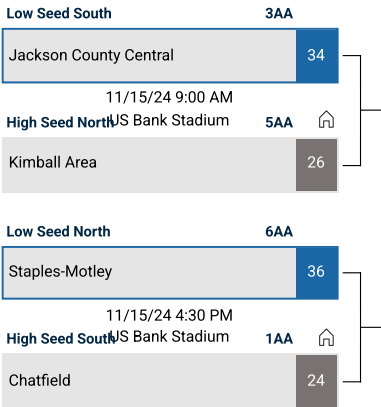 Low Seed South 3AA
Jackson County Central 34
11/15/24 9:00 AM
US Bank Stadium
High Seed North 5AA
Kimball Area 26
Low Seed North 6AA
Staples-Motley 36
11/15/24 4:30 PM
US Bank Stadium
High Seed South 1AA
Chatfield 24